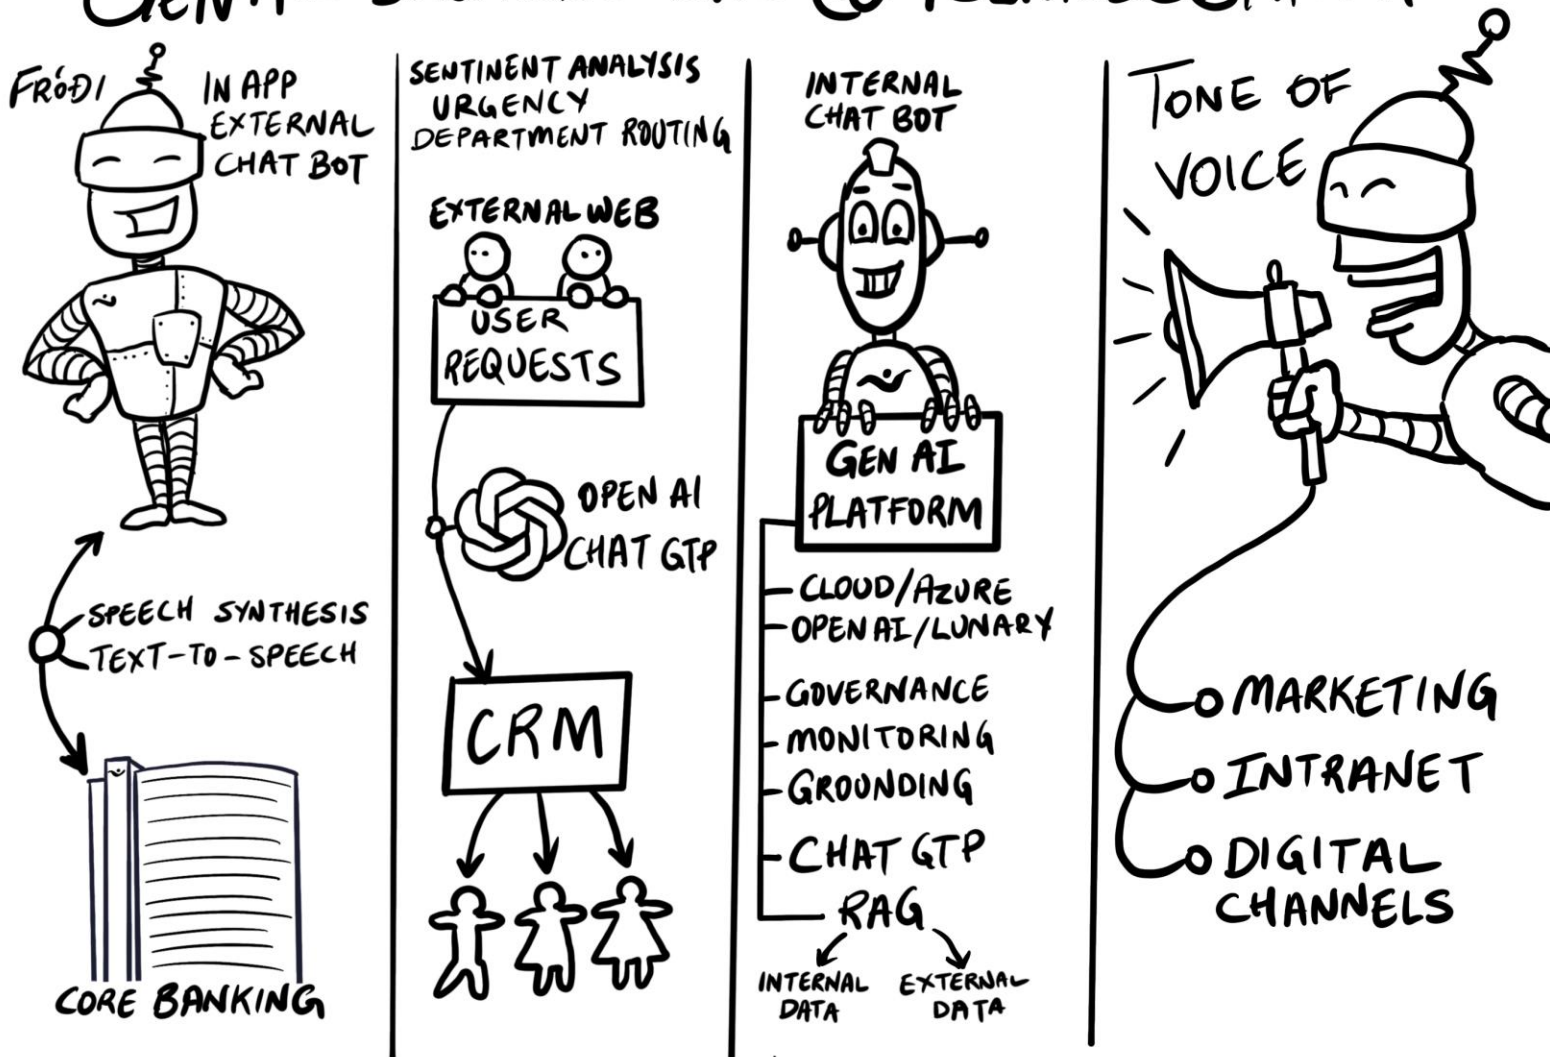 FRÓÐI
IN APP
EXTERNAL
CHAT BOT
SPEECH SYNTHESIS
TEXT-TO-SPEECH
CORE BANKING
SENTINENT ANALYSIS
URGENCY
DEPARTMENT ROUTING
EXTERNAL WEB
USER
REQUESTS
OPEN AI
CHAT GTP
CRM
INTERNAL
CHAT BOT
GEN AI
PLATFORM
CLOUD/AZURE
OPEN AI/LUNARY
GOVERNANCE
MONITORING
GROUNDING
CHAT GTP
RAG
INTERNAL
DATA
EXTERNAL
DATA
TONE OF
VOICE
MARKETING
INTRANET
DIGITAL
CHANNELS